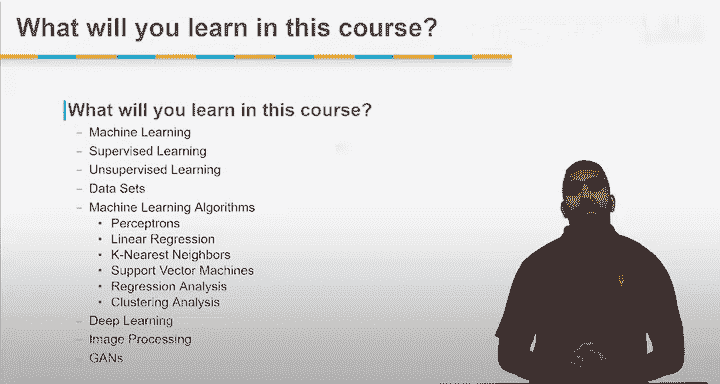 What will you learn in this course?
What will you learn in this course?
– Machine Learning
– Supervised Learning
– Unsupervised Learning
– Data Sets
– Machine Learning Algorithms
• Perceptrons
• Linear Regression
• K-Nearest Neighbors
• Support Vector Machines
• Regression Analysis
• Clustering Analysis
– Deep Learning
– Image Processing
– GANs